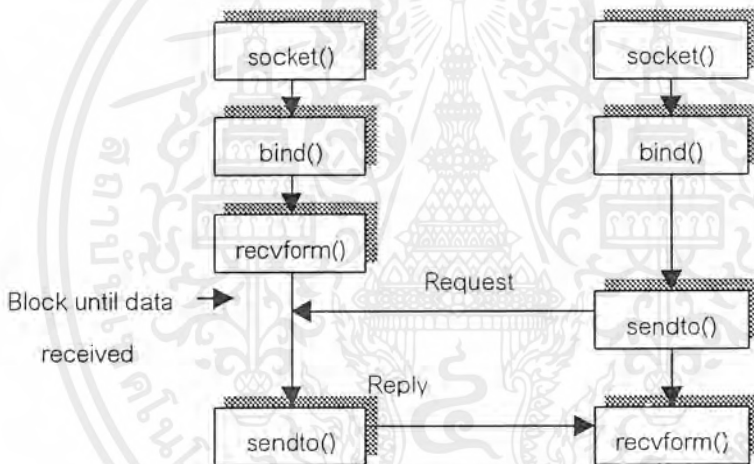 socket()
socket()
bind()
bind()
recvform()
Request
Block until data
sendto()
received
Reply
sendto()
recvform()